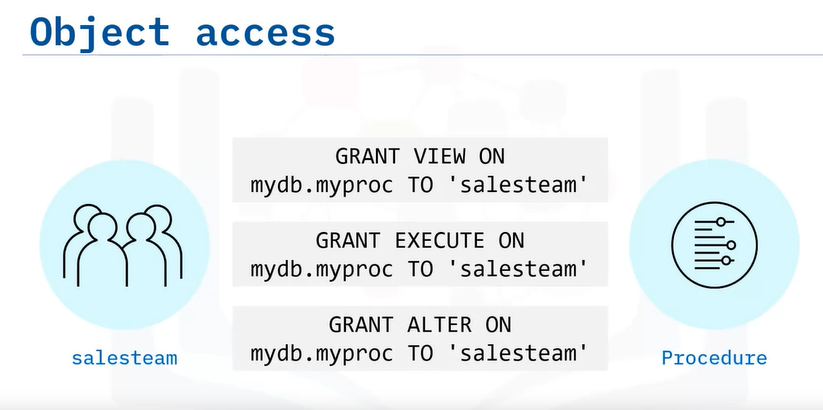 Object access
GRANT VIEW ON
mydb.myproc TO 'salesteam'
GRANT EXECUTE ON
mydb.myproc TO 'salesteam'
GRANT ALTER ON
mydb.myproc TO 'salesteam'
salesteam
Procedure